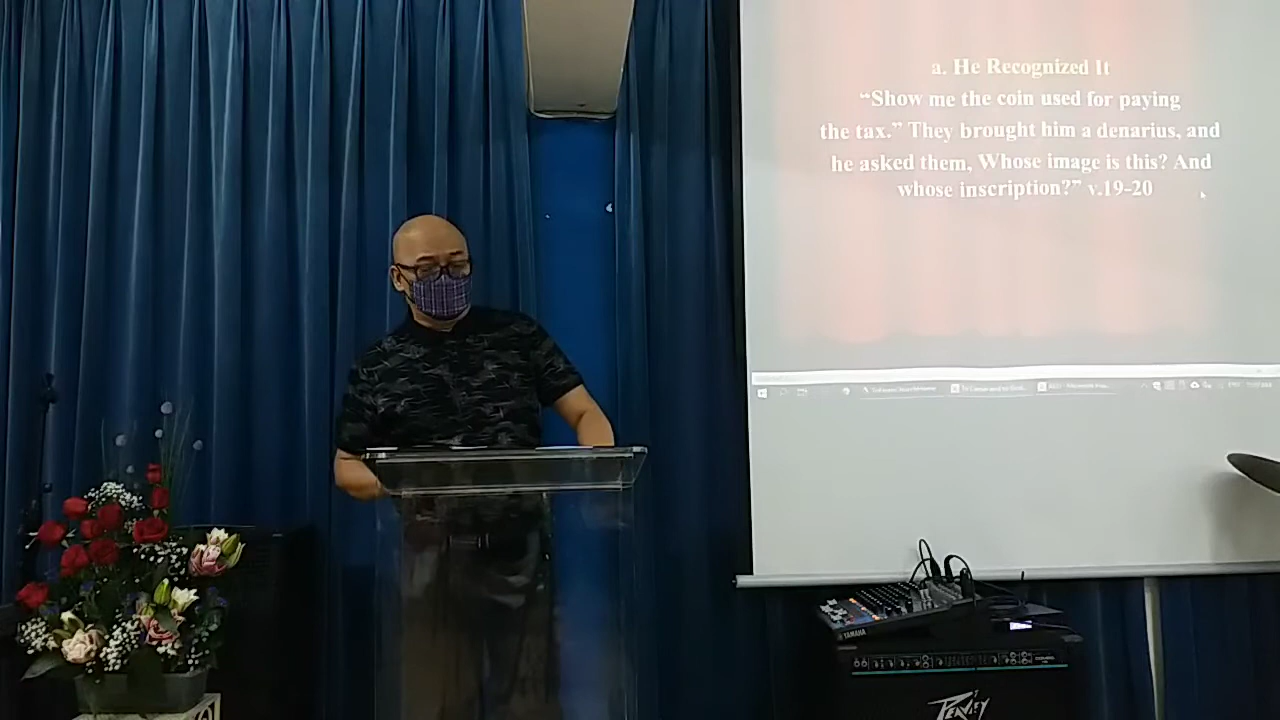 a. He Recognized It
“Show me the coin used for paying
the tax.” They brought him a denarius, and
he asked them, Whose image is this? And
whose inscription?” v.19-20
YAMAHA
PEAVEY